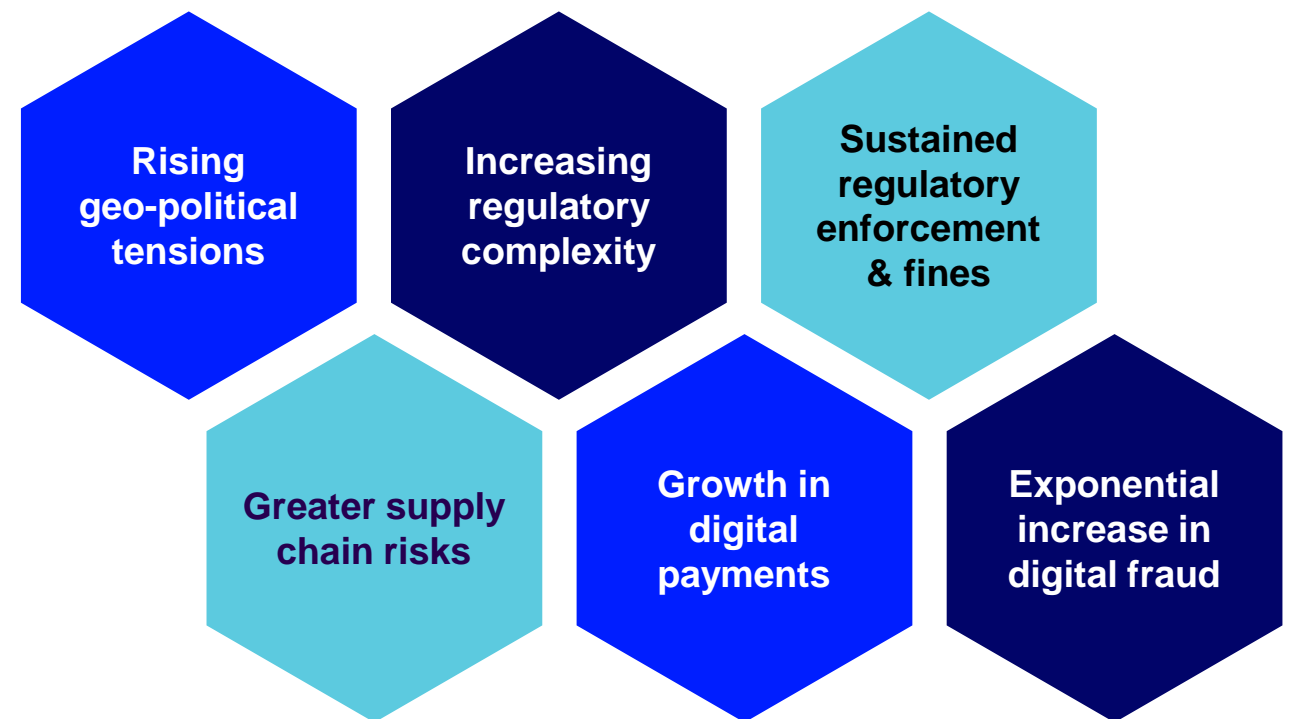 Rising
geo-political
tensions
Increasing
regulatory
complexity
Sustained
regulatory
enforcement
& fines
Greater supply
chain risks
Growth in
digital
payments
Exponential
increase in
digital fraud